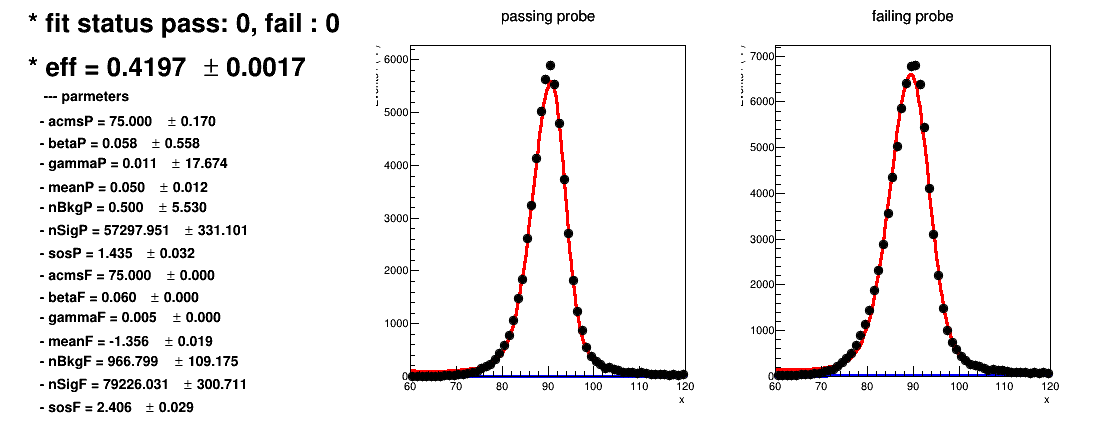 * fit status pass: 0, fail : 0
* eff = 0.4197 ± 0.0017
--- parmeters
- acmsP = 75.000 ± 0.170
- betaP = 0.058 ± 0.558
- gammaP = 0.011 ± 17.674
- meanP = 0.050 ± 0.012
- nBkgP = 0.500 ± 5.530
- nSigP = 57297.951 ± 331.101
- sosP = 1.435 ± 0.032
- acmsF = 75.000 ± 0.000
- betaF = 0.060 ± 0.000
- gammaF = 0.005 ± 0.000
- meanF = -1.356 ± 0.019
- nBkgF = 966.799 ± 109.175
- nSigF = 79226.031 ± 300.711
- sosF = 2.406 ± 0.029
passing probe
6000
5000
4000
3000
2000
1000
0
60 70 80 90 100 110 120
x
failing probe
7000
6000
5000
4000
3000
2000
1000
0
60 70 80 90 100 110 120
x